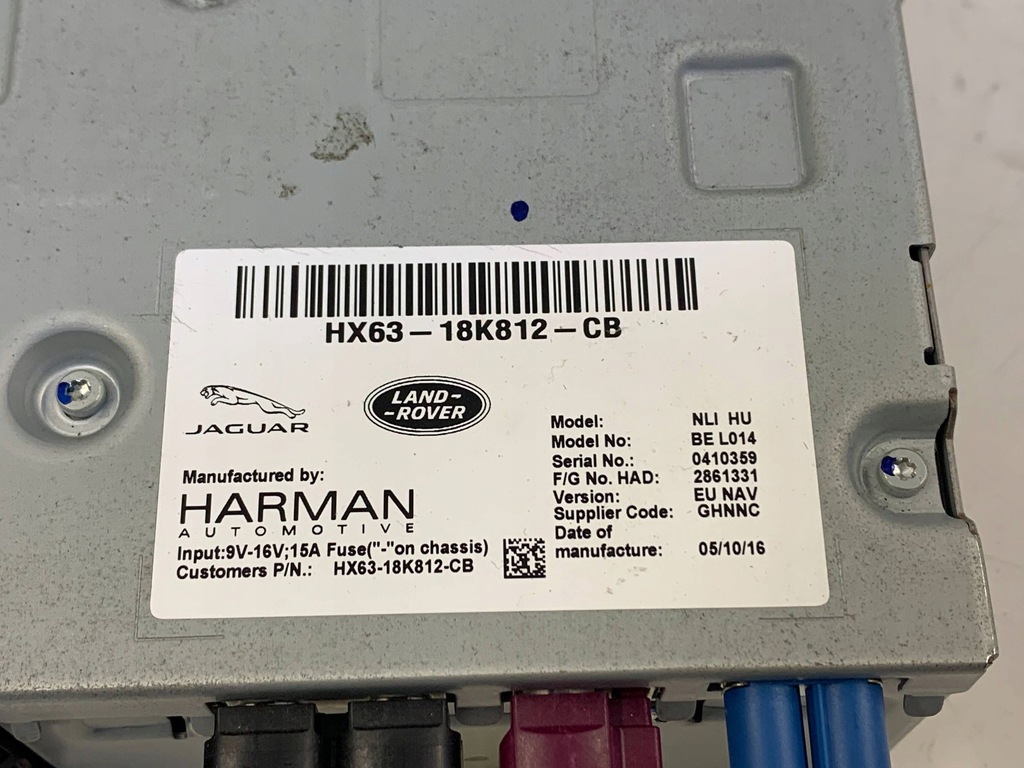 HX63-18K812-CB
JAGUAR
LAND-
-ROVER
Manufactured by:
HARMAN
AUTOMOTIVE
Input:9V-16V;15A Fuse("-"on chassis)
Customers P/N.: HX63-18K812-CB
Model: NLI HU
Model No: BE L014
Serial No.: 0410359
F/G No. HAD: 2861331
Version: EU NAV
Supplier Code: GHNNC
Date of
manufacture: 05/10/16